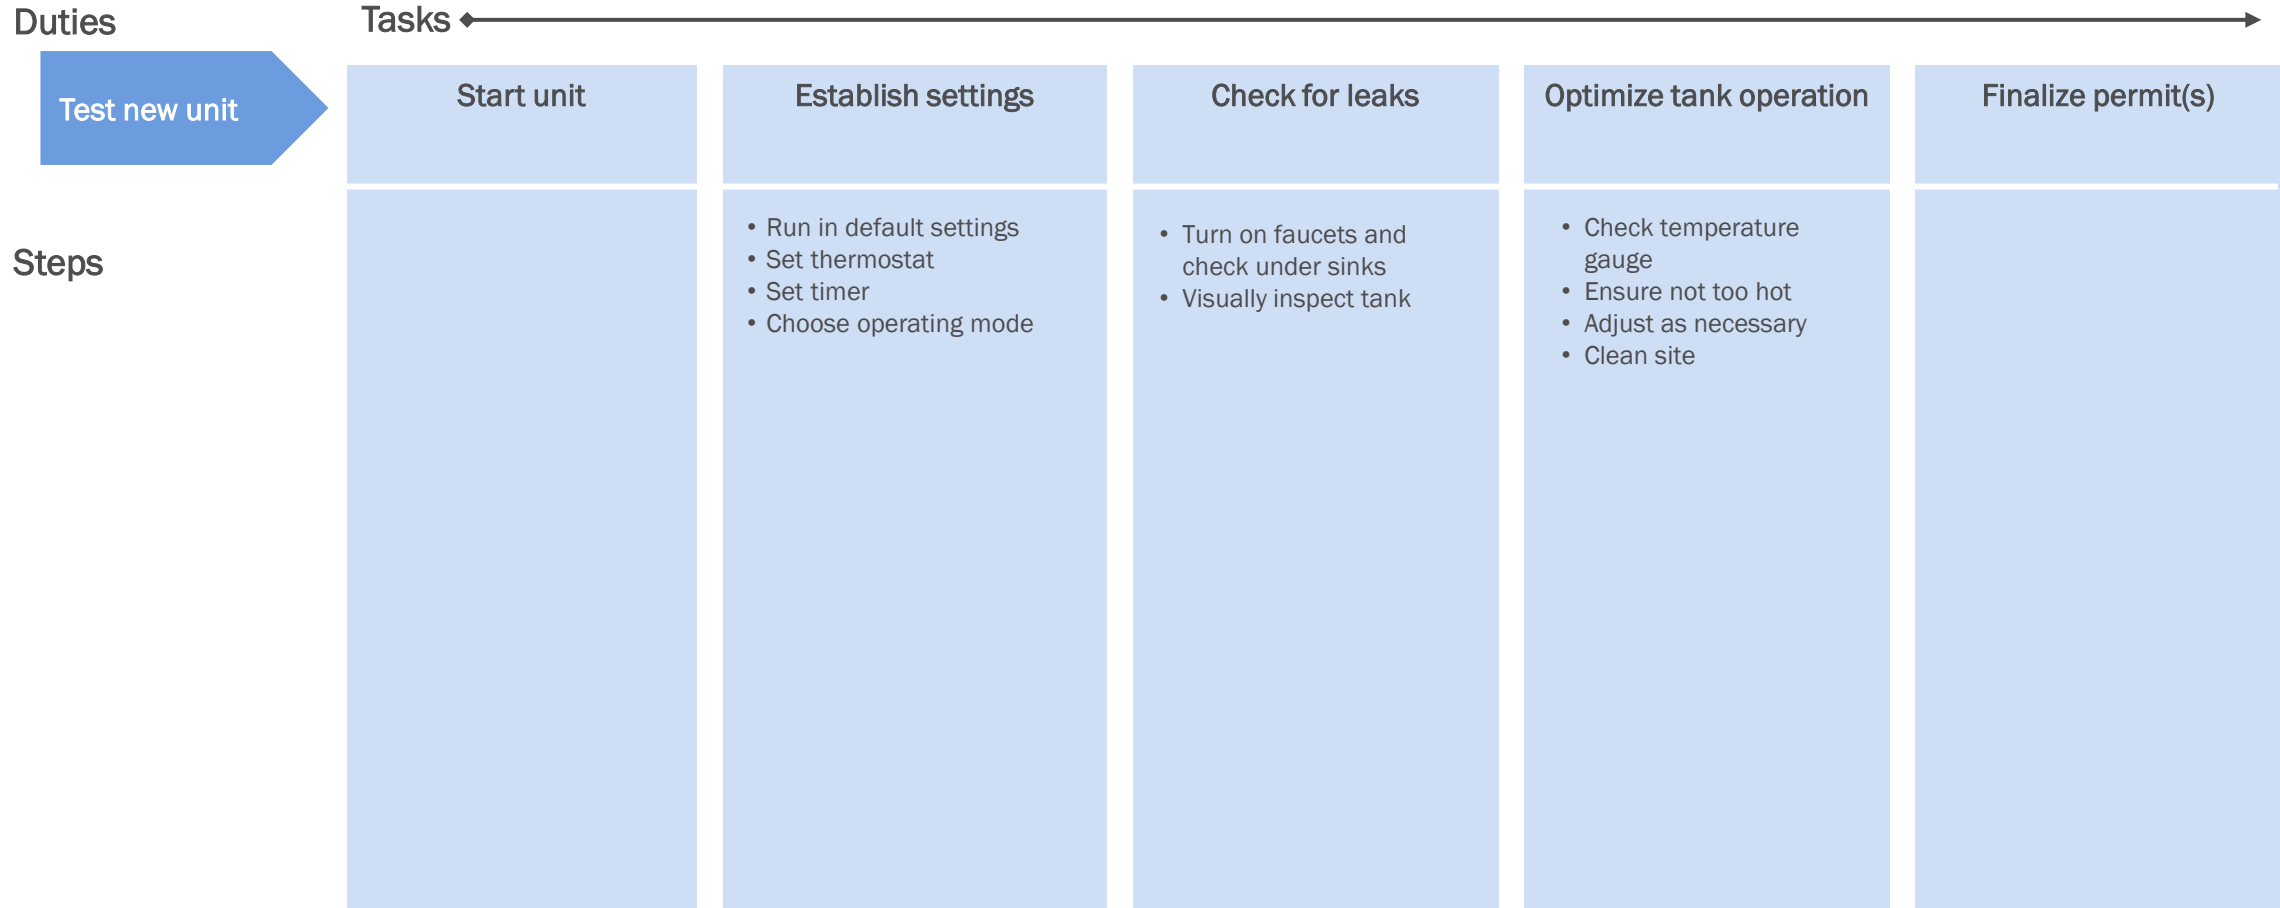 Duties
Tasks
Test new unit
Start unit
Establish settings
Check for leaks
Optimize tank operation
Finalize permit(s)
Steps
• Run in default settings
• Set thermostat
• Set timer
• Choose operating mode
• Turn on faucets and
check under sinks
• Visually inspect tank
• Check temperature
gauge
• Ensure not too hot
• Adjust as necessary
• Clean site